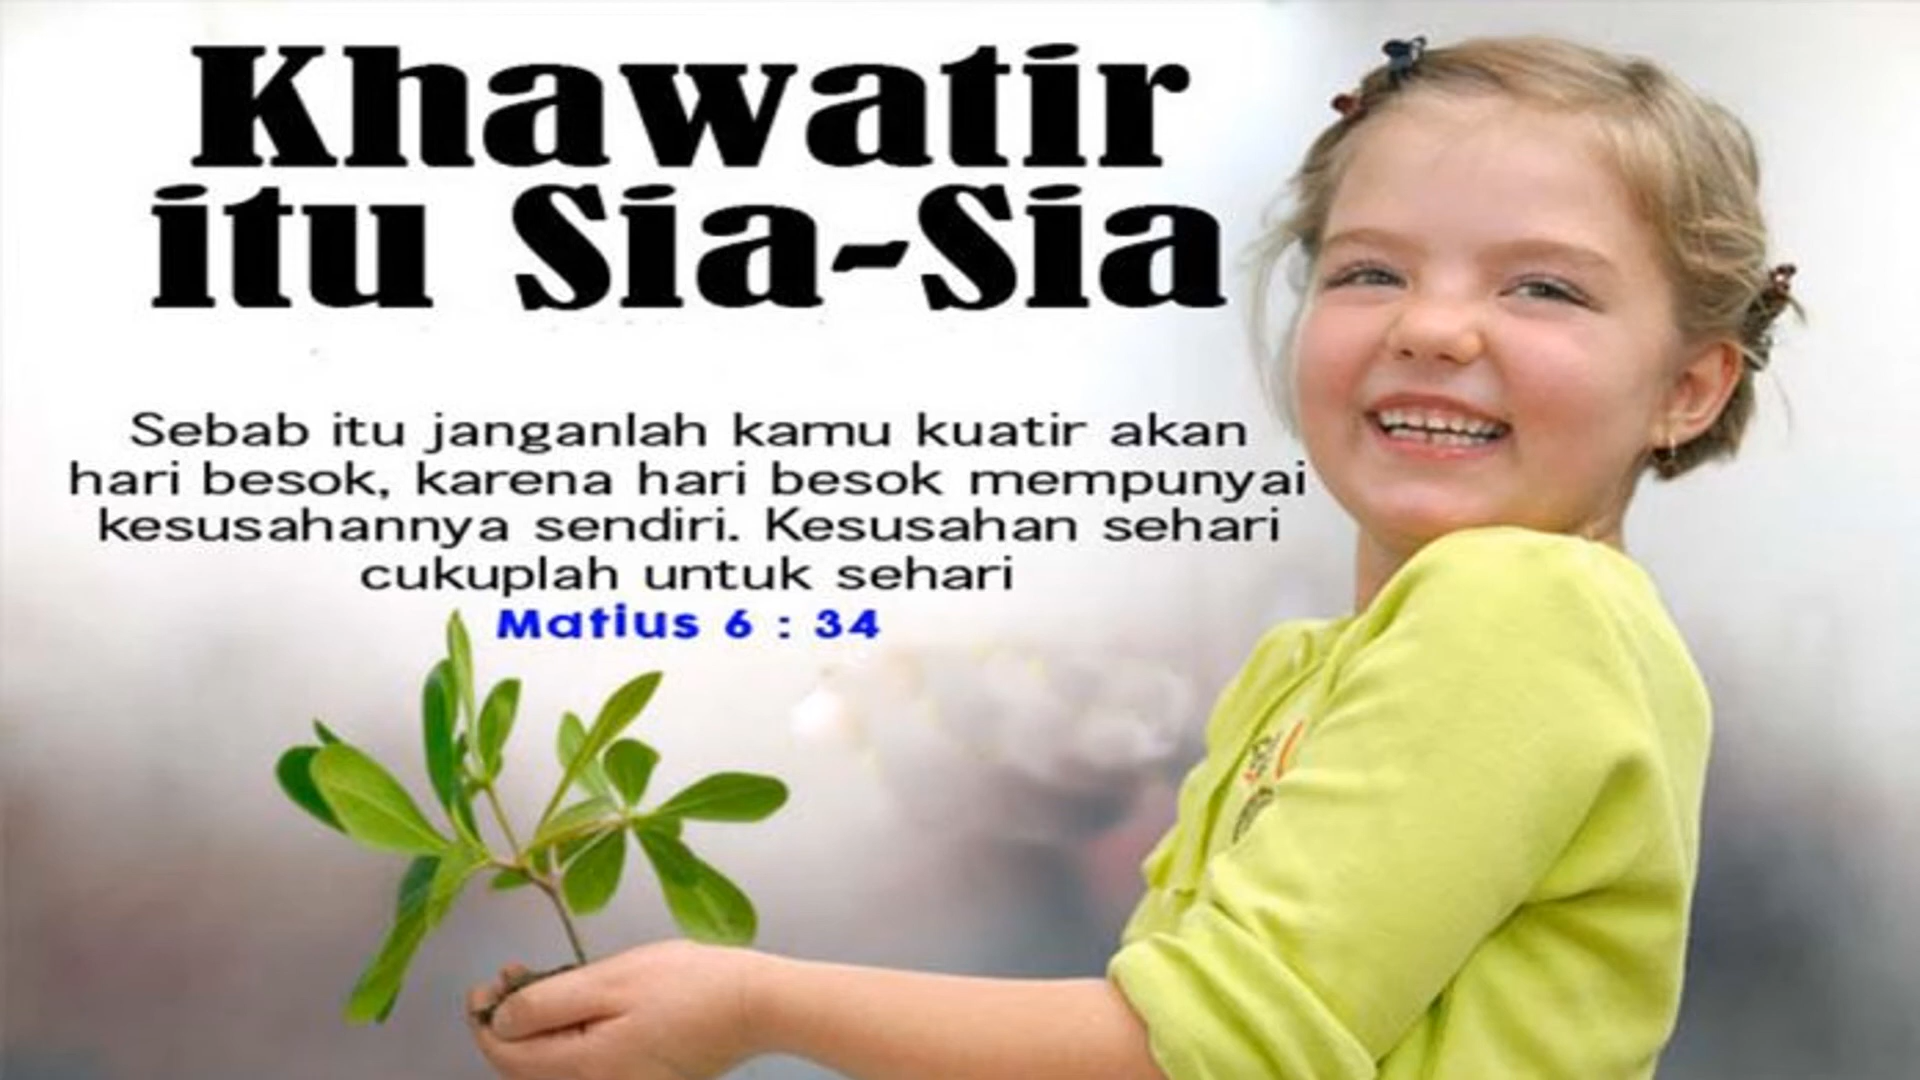 Khawatir
itu Sia-Sia
Sebab itu janganlah kamu kuatir akan
hari besok, karena hari besok mempunyai
kesusahannya sendiri. Kesusahan sehari
cukuplah untuk sehari
Matius 6 : 34